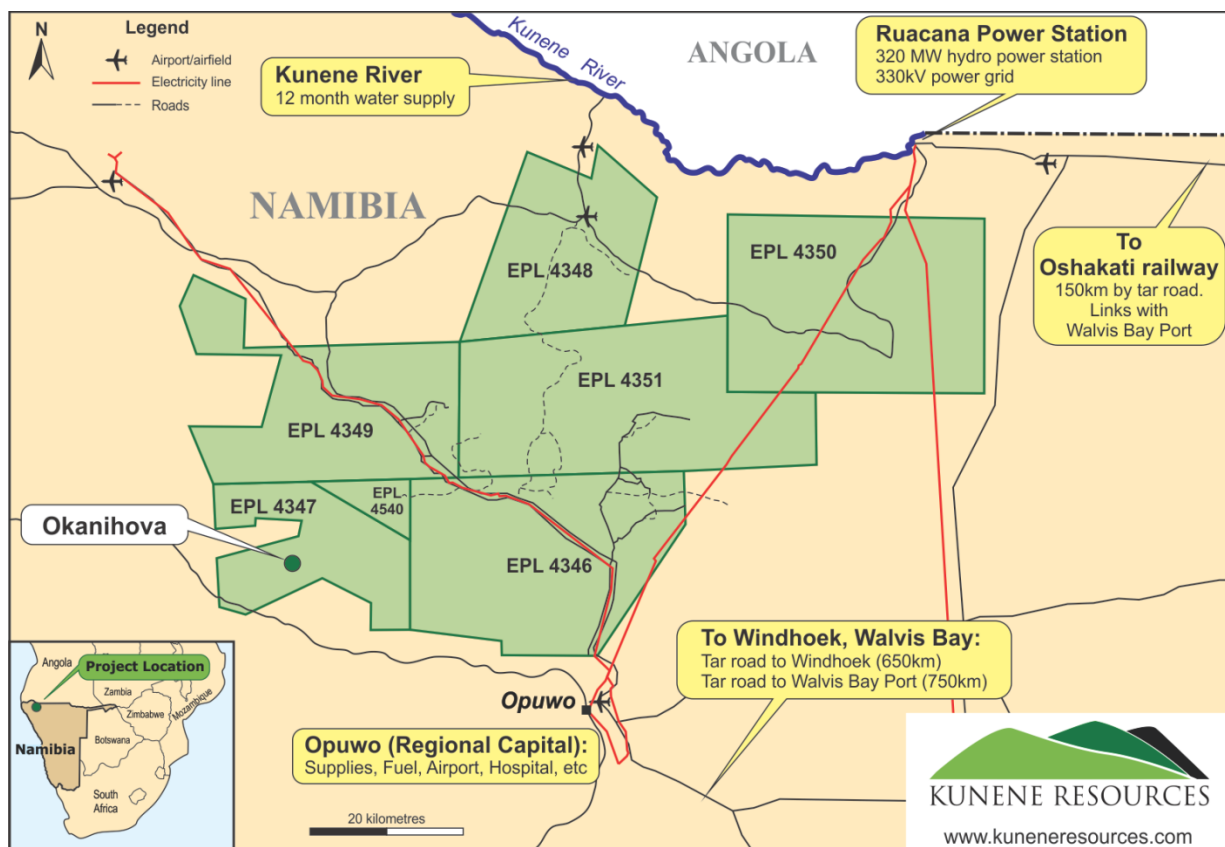 N
Legend
Airport/airfield
Electricity line
Roads
Kunene River
12 month water supply
Kunene River
ANGOLA
Ruacana Power Station
320 MW hydro power station
330kV power grid
NAMIBIA
To
Oshakati railway
150km by tar road.
Links with
Walvis Bay Port
EPL 4348
EPL 4350
EPL 4351
EPL 4349
EPL 4347
EPL
4540
EPL 4346
Okanihova
To Windhoek, Walvis Bay:
Tar road to Windhoek (650km)
Tar road to Walvis Bay Port (750km)
Opuwo
Opuwo (Regional Capital):
Supplies, Fuel, Airport, Hospital, etc
20 kilometres
Project Location
Angola
Zambia
Zimbabwe
Mozambique
Namibia
Botswana
South
Africa
KUNENE RESOURCES
www.kuneneresources.com